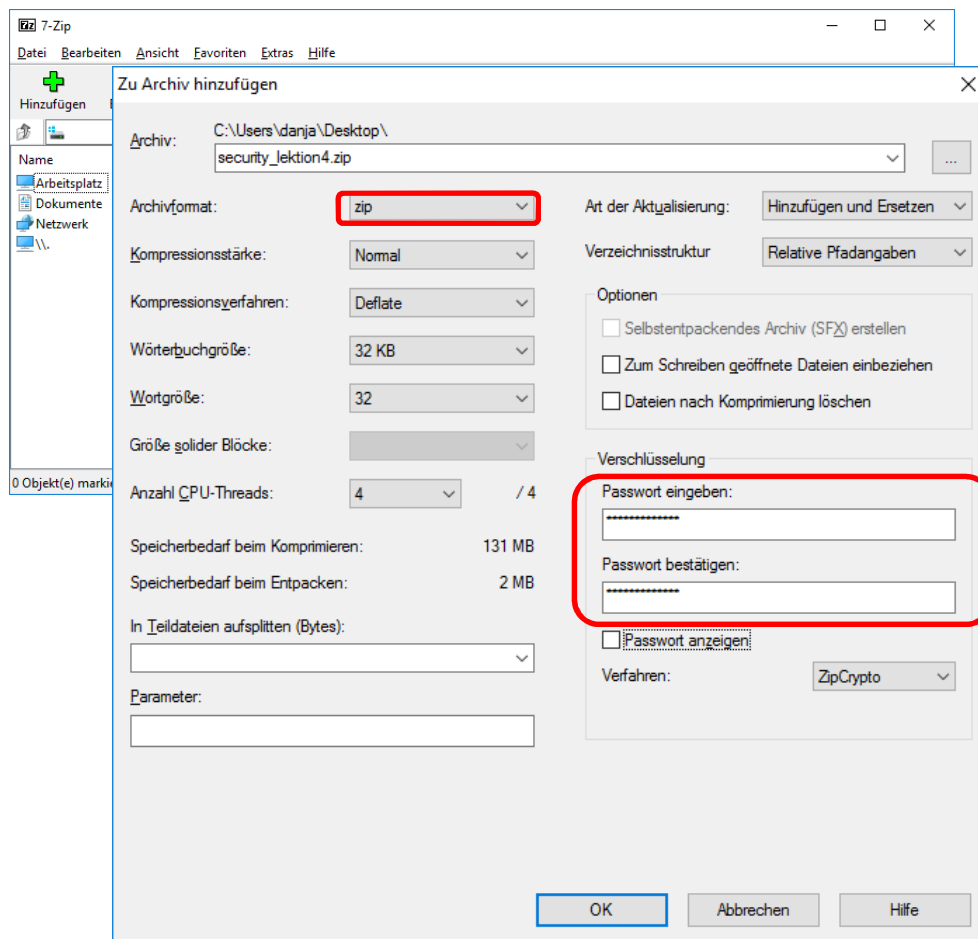 7-Zip
Datei Bearbeiten Ansicht Favoriten Extras Hilfe
Hinzufügen
Name
Arbeitsplatz
Dokumente
Netzwerk
\\.
0 Objekt(e) markie
Zu Archiv hinzufügen
Archiv: C:\Users\danja\Desktop\
security_lektion4.zip
...
Archivformat: zip
Kompressionsstärke: Normal
Kompressionsverfahren: Deflate
Wörterbuchgröße: 32 KB
Wortgröße: 32
Größe solider Blöcke:
Anzahl CPU-Threads: 4 / 4
Speicherbedarf beim Komprimieren: 131 MB
Speicherbedarf beim Entpacken: 2 MB
In Teildateien aufsplitten (Bytes):
Parameter:
Art der Aktualisierung: Hinzufügen und Ersetzen
Verzeichnisstruktur Relative Pfadangaben
Optionen
Selbstentpackendes Archiv (SFX) erstellen
Zum Schreiben geöffnete Dateien einbeziehen
Dateien nach Komprimierung löschen
Verschlüsselung
Passwort eingeben:
*************
Passwort bestätigen:
*************
Passwort anzeigen
Verfahren: ZipCrypto
OK Abbrechen Hilfe